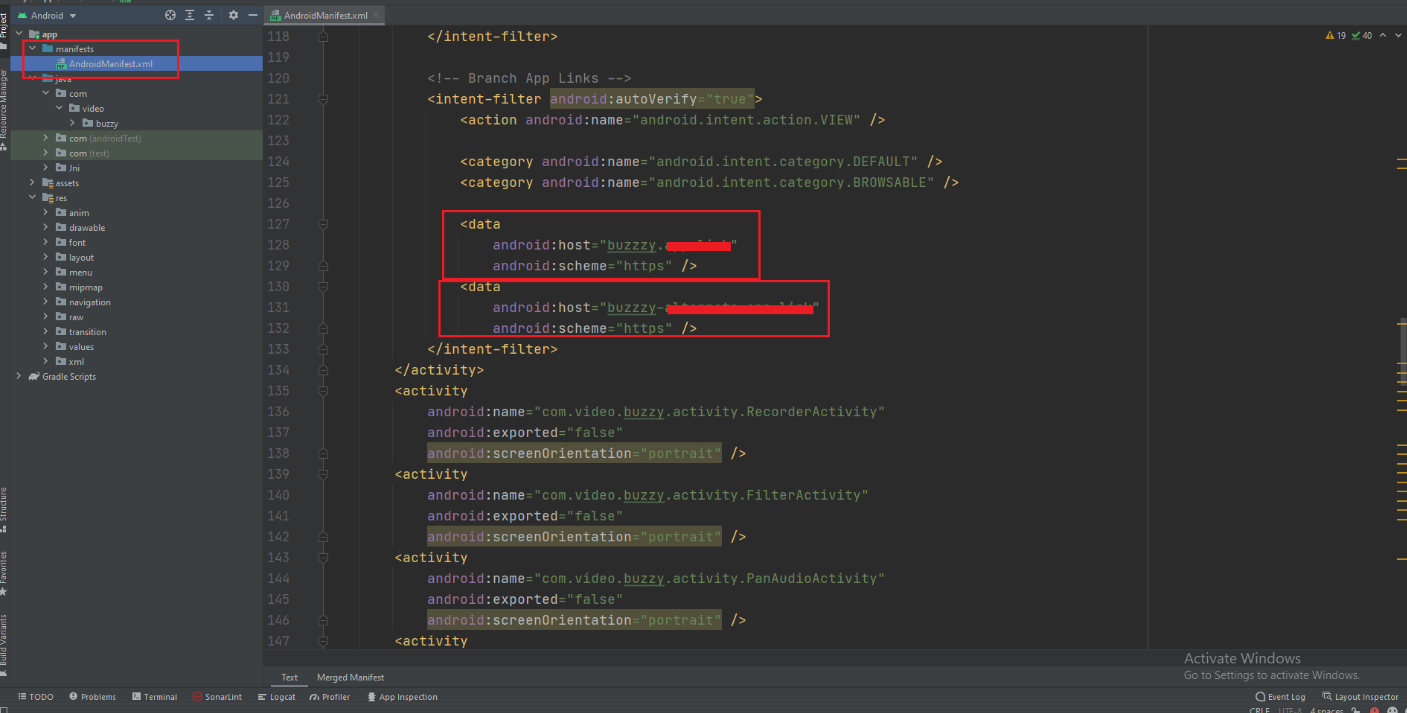 Android
AndroidManifest.xml
Project
Resource Manager
Structure
Favorites
Build Variants
app
manifests
AndroidManifest.xml
java
com
video
buzzy
com (androidTest)
com (test)
Jni
assets
res
anim
drawable
font
layout
menu
mipmap
navigation
raw
transition
values
xml
Gradle Scripts
19 40
118 </intent-filter>
119
120 <!-- Branch App Links -->
121 <intent-filter android:autoVerify="true">
122 <action android:name="android.intent.action.VIEW" />
123
124 <category android:name="android.intent.category.DEFAULT" />
125 <category android:name="android.intent.category.BROWSABLE" />
126
127 <data
128 android:host="buzzzy."
129 android:scheme="https" />
130 <data
131 android:host="buzzzy-"
132 android:scheme="https" />
133 </intent-filter>
134 </activity>
135 <activity
136 android:name="com.video.buzzy.activity.RecorderActivity"
137 android:exported="false"
138 android:screenOrientation="portrait" />
139 <activity
140 android:name="com.video.buzzy.activity.FilterActivity"
141 android:exported="false"
142 android:screenOrientation="portrait" />
143 <activity
144 android:name="com.video.buzzy.activity.PanAudioActivity"
145 android:exported="false"
146 android:screenOrientation="portrait" />
147 <activity
Activate Windows
Go to Settings to activate Windows.
Text Merged Manifest
TODO Problems Terminal SonarLint Logcat Profiler App Inspection Event Log Layout Inspector
CRLF UTF-8 4 spaces